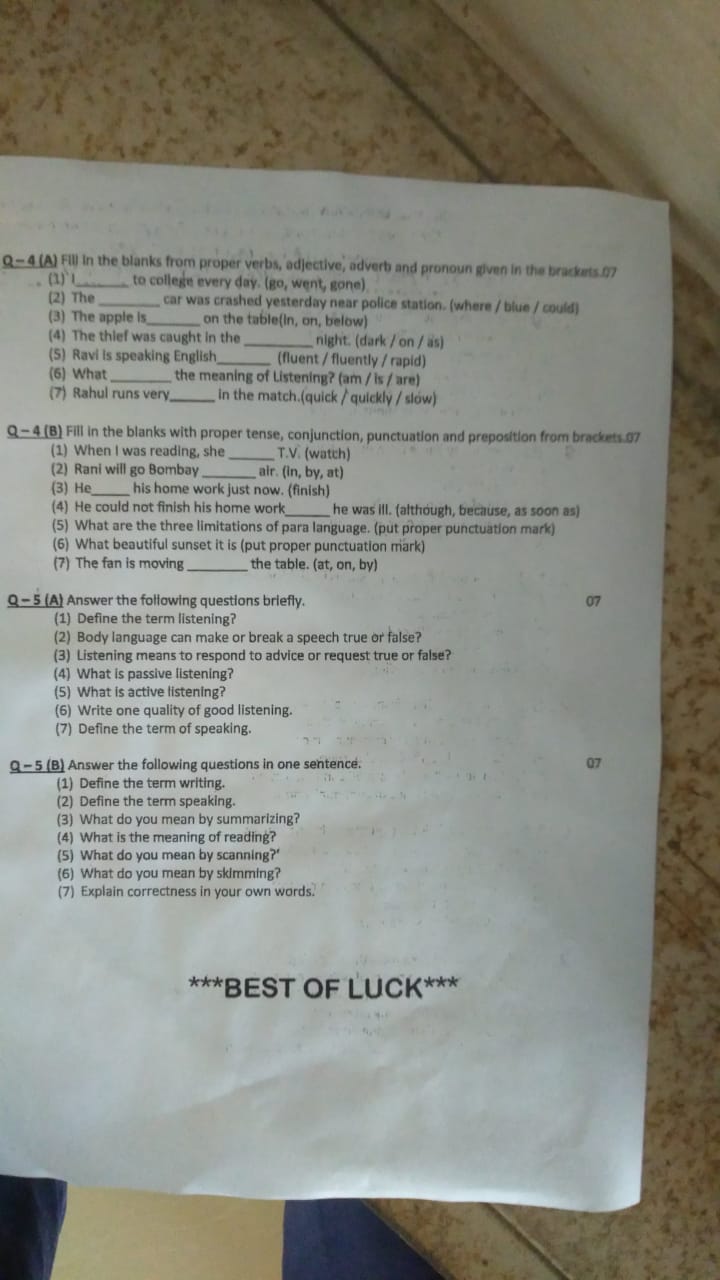 Q-4 (A) Fill in the blanks from proper verbs, adjective, adverb and pronoun given in the brackets.07
(1) I_______ to college every day. (go, went, gone)
(2) The ________ car was crashed yesterday near police station. (where / blue / could)
(3) The apple is_______ on the table(in, on, below)
(4) The thief was caught in the _________ night. (dark / on / as)
(5) Ravi is speaking English_______ (fluent / fluently / rapid)
(6) What ________ the meaning of Listening? (am / is / are)
(7) Rahul runs very______ in the match.(quick / quickly / slow)
Q-4 (B) Fill in the blanks with proper tense, conjunction, punctuation and preposition from brackets.07
(1) When I was reading, she ______ T.V. (watch)
(2) Rani will go Bombay _______ air. (in, by, at)
(3) He_____ his home work just now. (finish)
(4) He could not finish his home work______ he was ill. (although, because, as soon as)
(5) What are the three limitations of para language. (put proper punctuation mark)
(6) What beautiful sunset it is (put proper punctuation mark)
(7) The fan is moving ________ the table. (at, on, by)
Q-5 (A) Answer the following questions briefly. 07
(1) Define the term listening?
(2) Body language can make or break a speech true or false?
(3) Listening means to respond to advice or request true or false?
(4) What is passive listening?
(5) What is active listening?
(6) Write one quality of good listening.
(7) Define the term of speaking.
Q-5 (B) Answer the following questions in one sentence. 07
(1) Define the term writing.
(2) Define the term speaking.
(3) What do you mean by summarizing?
(4) What is the meaning of reading?
(5) What do you mean by scanning?'
(6) What do you mean by skimming?
(7) Explain correctness in your own words.
***BEST OF LUCK***